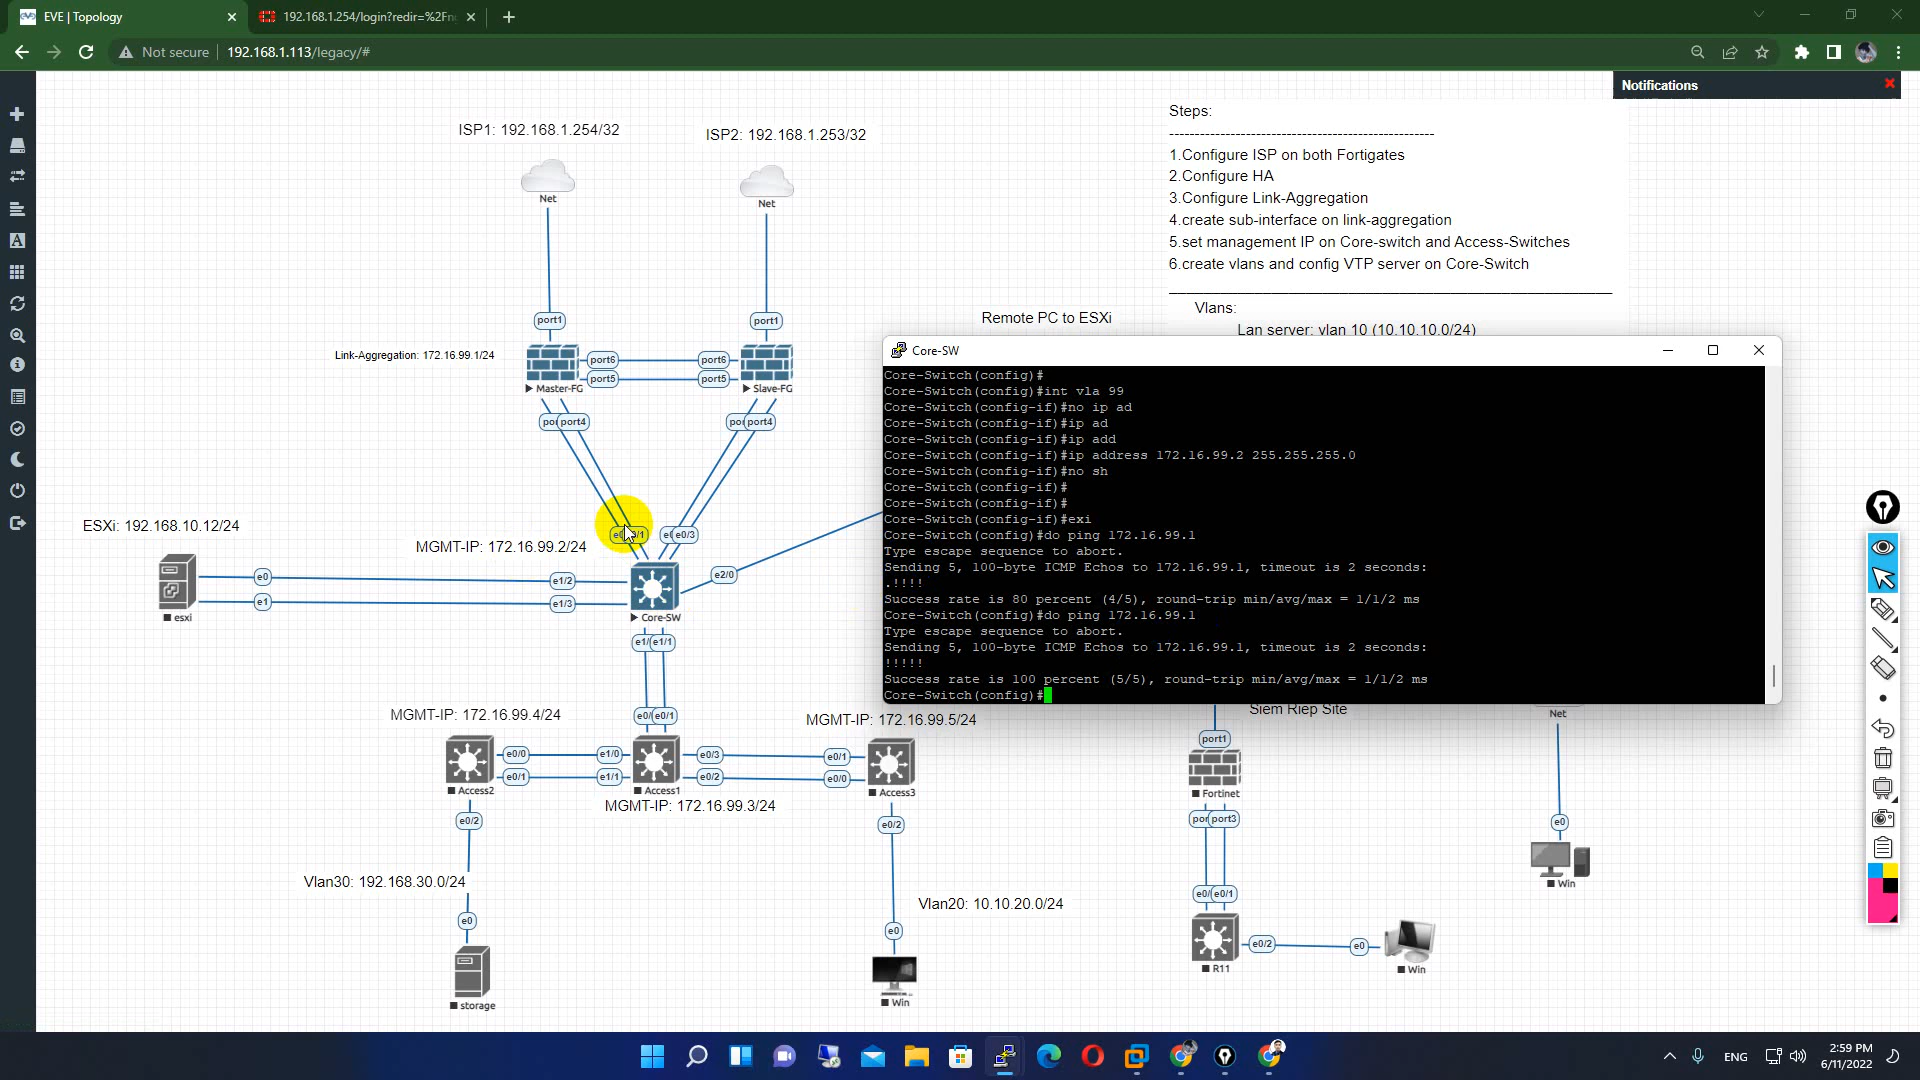 EVE | Topology
192.168.1.254/login?redir=%2Fn
Not secure
192.168.1.113/legacy/#
Notifications
Steps:
1.Configure ISP on both Fortigates
2.Configure HA
3.Configure Link-Aggregation
4.create sub-interface on link-aggregation
5.set management IP on Core-switch and Access-Switches
6.create vlans and config VTP server on Core-Switch
Vlans:
Lan server: vlan 10 (10.10.10.0/24)
ISP1: 192.168.1.254/32
ISP2: 192.168.1.253/32
Net
Net
port1
port1
Remote PC to ESXi
Link-Aggregation: 172.16.99.1/24
port6
port6
port5
port5
Master-FG
Slave-FG
port4
port4
Core-SW
Core-Switch(config)#
Core-Switch(config)#int vla 99
Core-Switch(config-if)#no ip ad
Core-Switch(config-if)#ip ad
Core-Switch(config-if)#ip add
Core-Switch(config-if)#ip address 172.16.99.2 255.255.255.0
Core-Switch(config-if)#no sh
Core-Switch(config-if)#
Core-Switch(config-if)#
Core-Switch(config-if)#exi
Core-Switch(config)#do ping 172.16.99.1
Type escape sequence to abort.
Sending 5, 100-byte ICMP Echos to 172.16.99.1, timeout is 2 seconds:
.!!!!
Success rate is 80 percent (4/5), round-trip min/avg/max = 1/1/2 ms
Core-Switch(config)#do ping 172.16.99.1
Type escape sequence to abort.
Sending 5, 100-byte ICMP Echos to 172.16.99.1, timeout is 2 seconds:
!!!!!
Success rate is 100 percent (5/5), round-trip min/avg/max = 1/1/2 ms
Core-Switch(config)#
ESXi: 192.168.10.12/24
MGMT-IP: 172.16.99.2/24
e0/3
e0
e1/2
e2/0
e1
e1/3
esxi
Core-SW
e1/1
MGMT-IP: 172.16.99.4/24
e0/1
MGMT-IP: 172.16.99.5/24
Siem Riep Site
Net
port1
e0/0
e1/0
e0/3
e0/1
e0/1
e1/1
e0/2
e0/0
Access2
Access1
Access3
Fortinet
MGMT-IP: 172.16.99.3/24
e0/2
e0/2
port3
e0
Vlan30: 192.168.30.0/24
Win
e0/1
Vlan20: 10.10.20.0/24
e0
e0
e0/2
e0
R11
Win
storage
Win
ENG
2:59 PM
6/11/2022